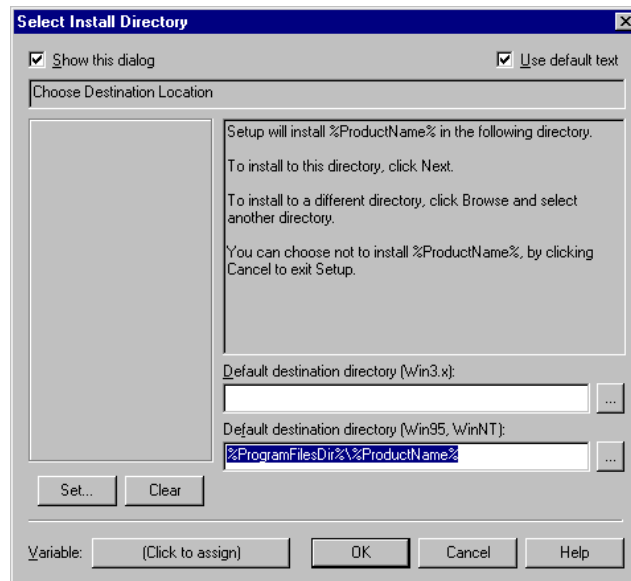 Select Install Directory
Show this dialog
Use default text
Choose Destination Location
Setup will install %ProductName% in the following directory.
To install to this directory, click Next.
To install to a different directory, click Browse and select
another directory.
You can choose not to install %ProductName%, by clicking
Cancel to exit Setup.
Default destination directory (Win3.x):
...
Default destination directory (Win95, WinNT):
%ProgramFilesDir%\%ProductName%
...
Set...
Clear
Variable:
(Click to assign)
OK
Cancel
Help